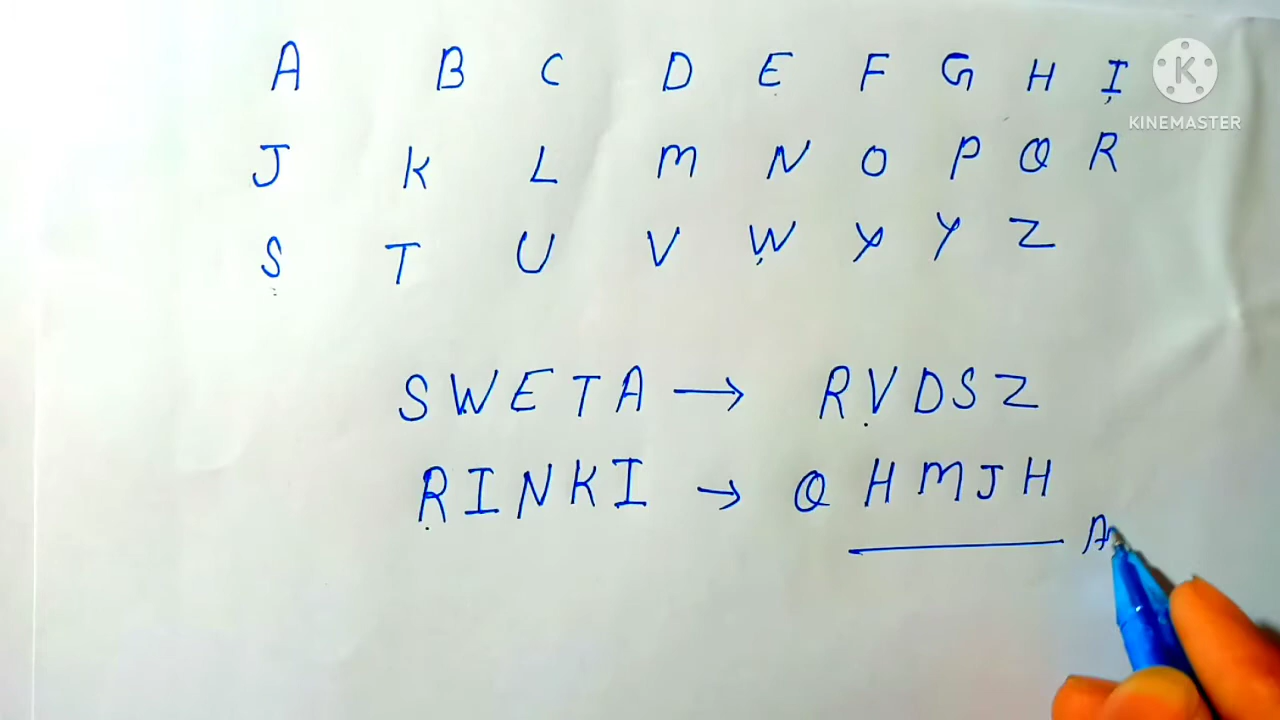 A B C D E F G H I
J K L M N O P Q R
S T U V W X Y Z
SWETA → RVDSZ
RINKI → QHMJH
A
K
KINEMASTER